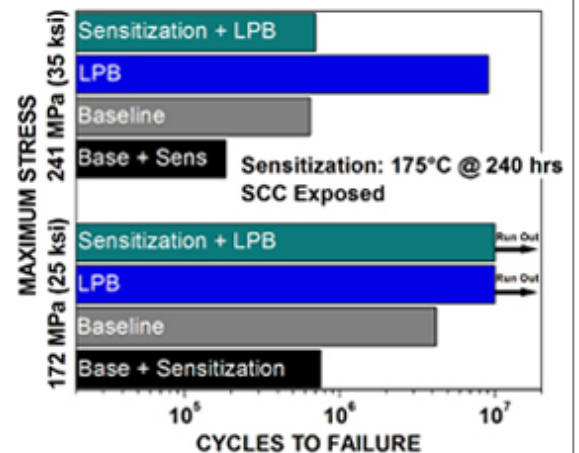 MAXIMUM STRESS
241 MPa (35 ksi)
Sensitization + LPB
LPB
Baseline
Base + Sens
Sensitization: 175°C @ 240 hrs
SCC Exposed
172 MPa (25 ksi)
Sensitization + LPB
Run Out
LPB
Run Out
Baseline
Base + Sensitization
10⁵ 10⁶ 10⁷
CYCLES TO FAILURE